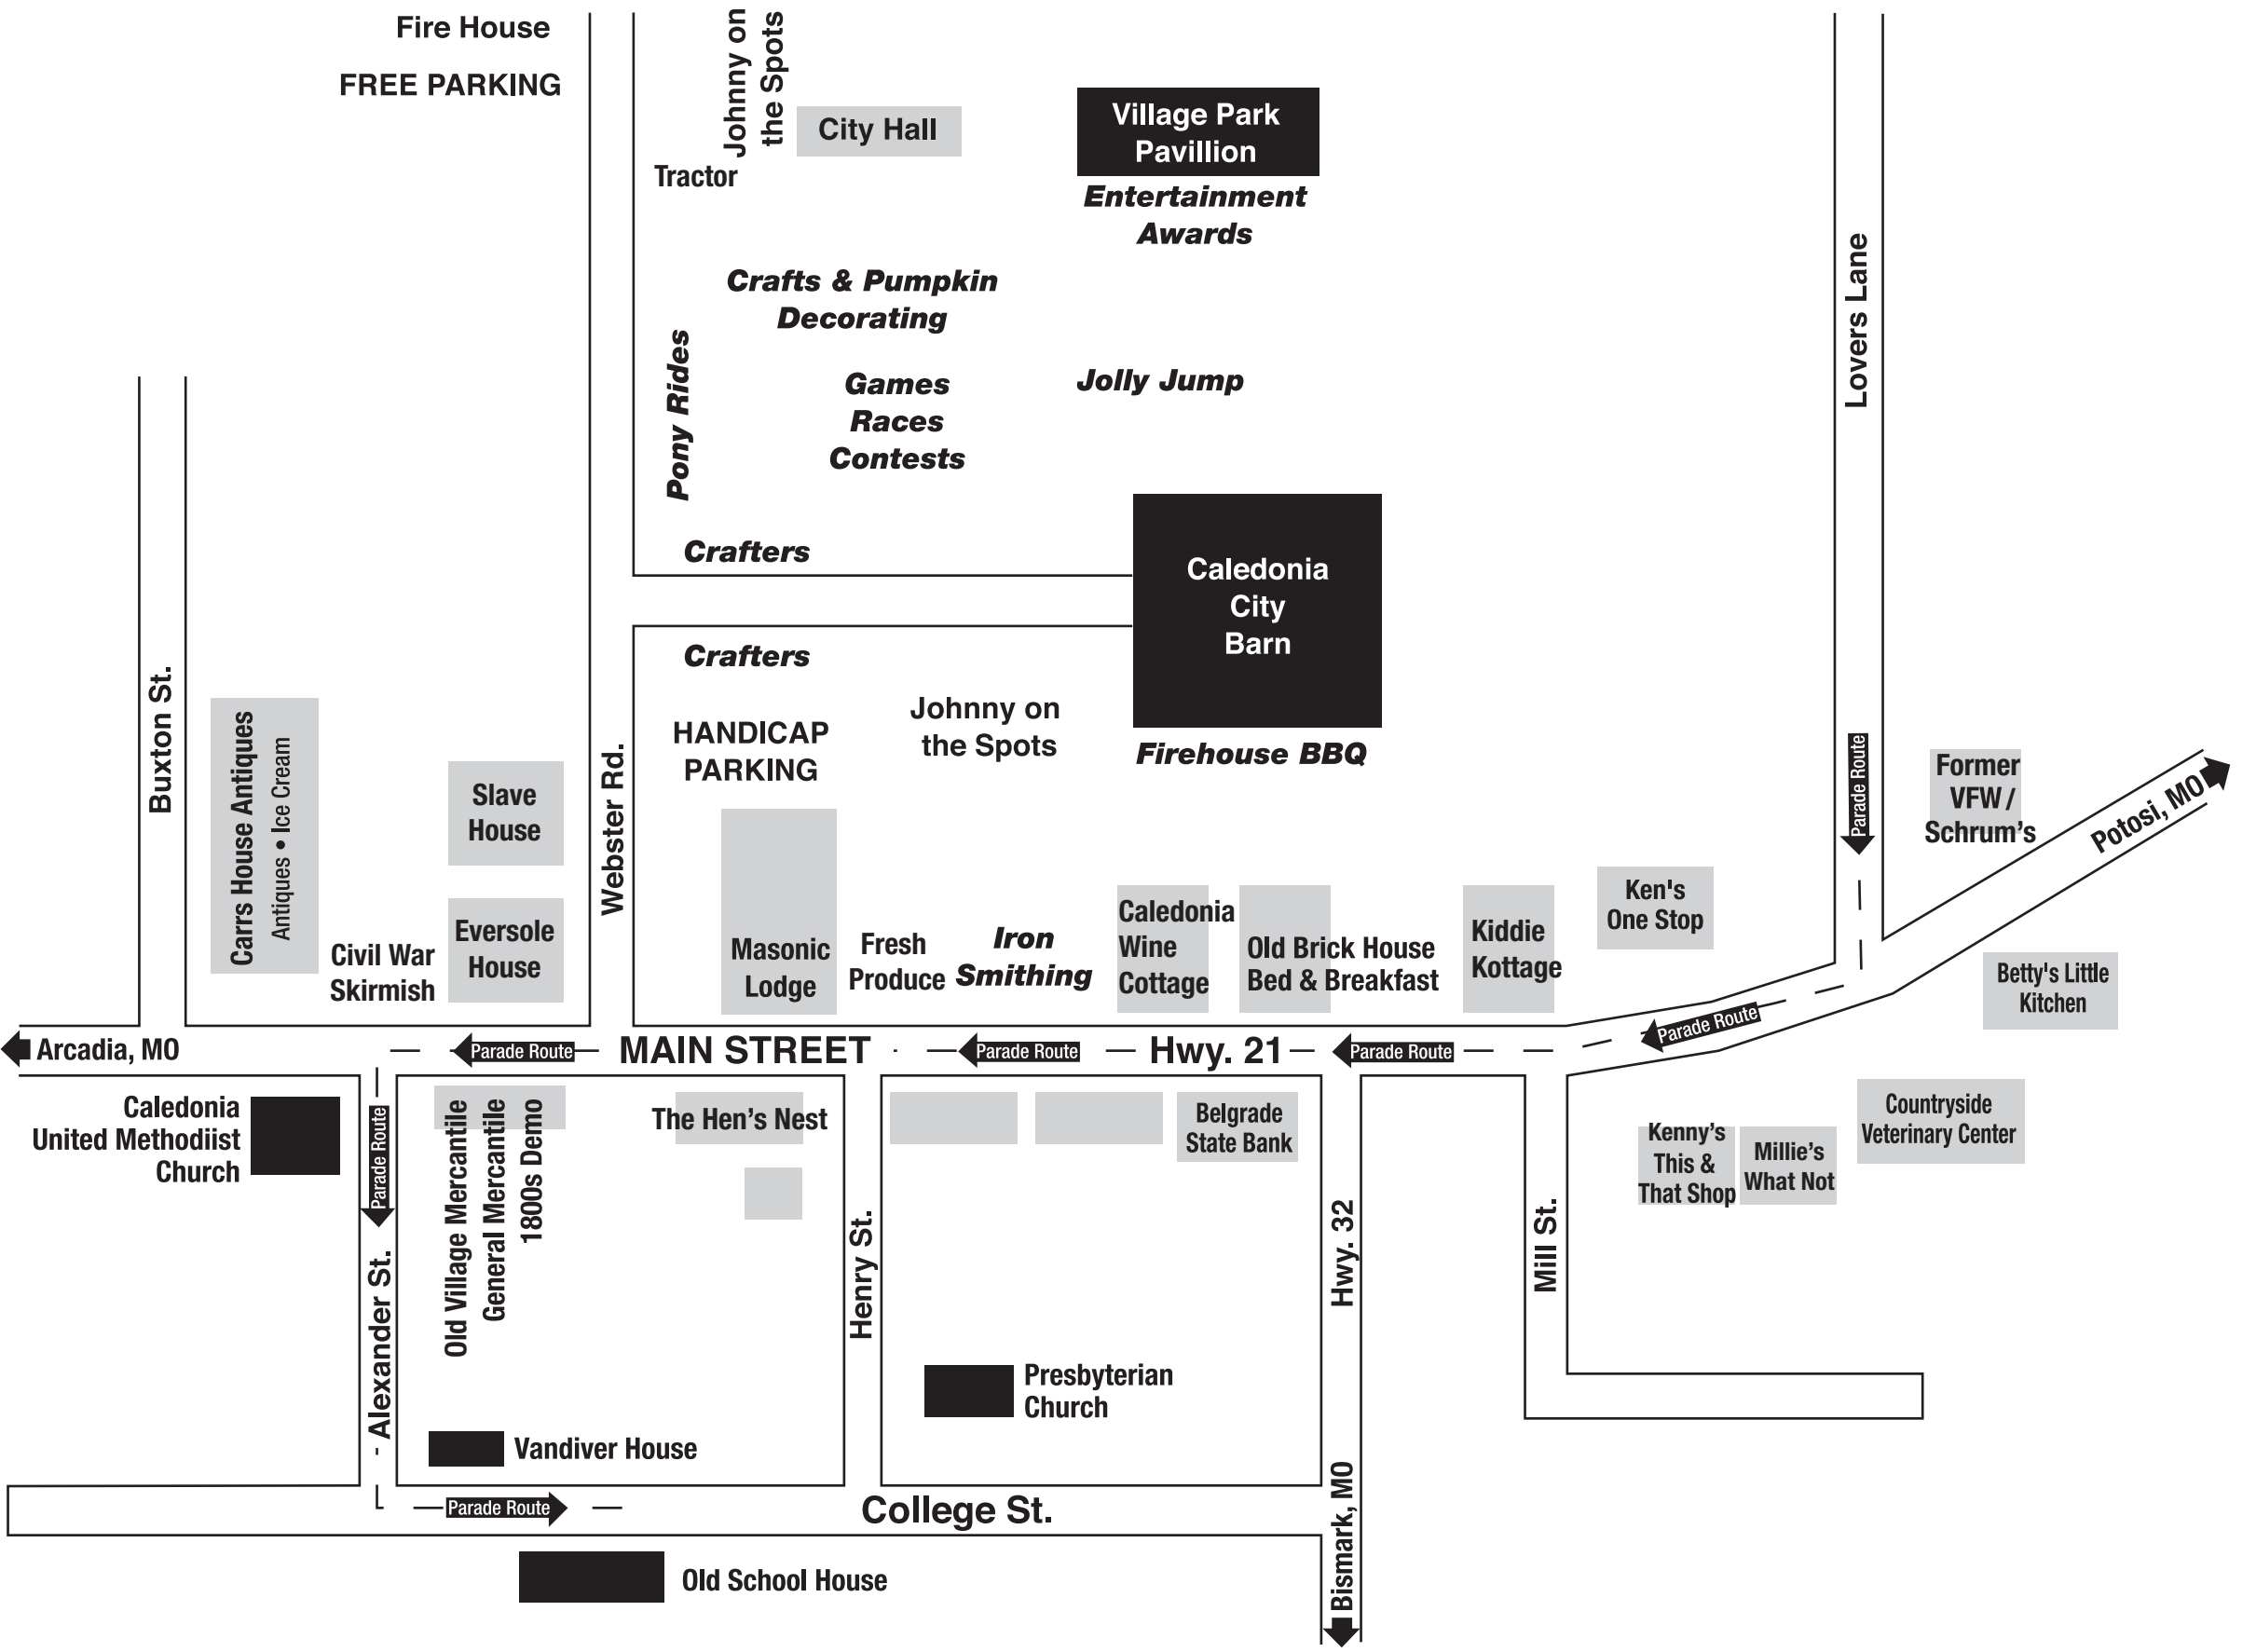 Fire House
FREE PARKING
Johnny on
the Spots
City Hall
Tractor
Village Park
Pavillion
Entertainment
Awards
Crafts & Pumpkin
Decorating
Pony Rides
Games
Races
Contests
Jolly Jump
Lovers Lane
Crafters
Caledonia
City
Barn
Crafters
Johnny on
the Spots
HANDICAP
PARKING
Firehouse BBQ
Buxton St.
Carrs House Antiques
Antiques • Ice Cream
Slave
House
Webster Rd.
Parade Route
Former
VFW /
Schrum's
Potosi, MO
Civil War
Skirmish
Eversole
House
Masonic
Lodge
Fresh
Produce
Iron
Smithing
Caledonia
Wine
Cottage
Old Brick House
Bed & Breakfast
Kiddie
Kottage
Ken's
One Stop
Betty's Little
Kitchen
Arcadia, MO
Parade Route
MAIN STREET
Parade Route
Hwy. 21
Parade Route
Parade Route
Caledonia
United Methodiist
Church
Parade Route
Alexander St.
Old Village Mercantile
General Mercantile
1800s Demo
The Hen's Nest
Henry St.
Belgrade
State Bank
Hwy. 32
Mill St.
Kenny's
This &
That Shop
Millie's
What Not
Countryside
Veterinary Center
Presbyterian
Church
Vandiver House
Parade Route
College St.
Bismark, MO
Old School House